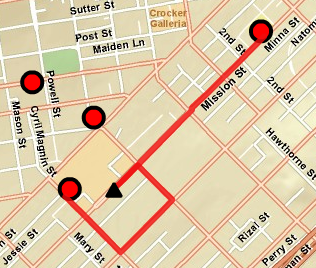 Sutter St
Crocker
Galleria
Post St
Maiden Ln
2nd St
Minna St
Natom
Mission St
2nd St
Powell St
Mason St
Cyril Magnin St
Hawthorne St
Mary St
Jessie St
n St
Rizal St
Perry St